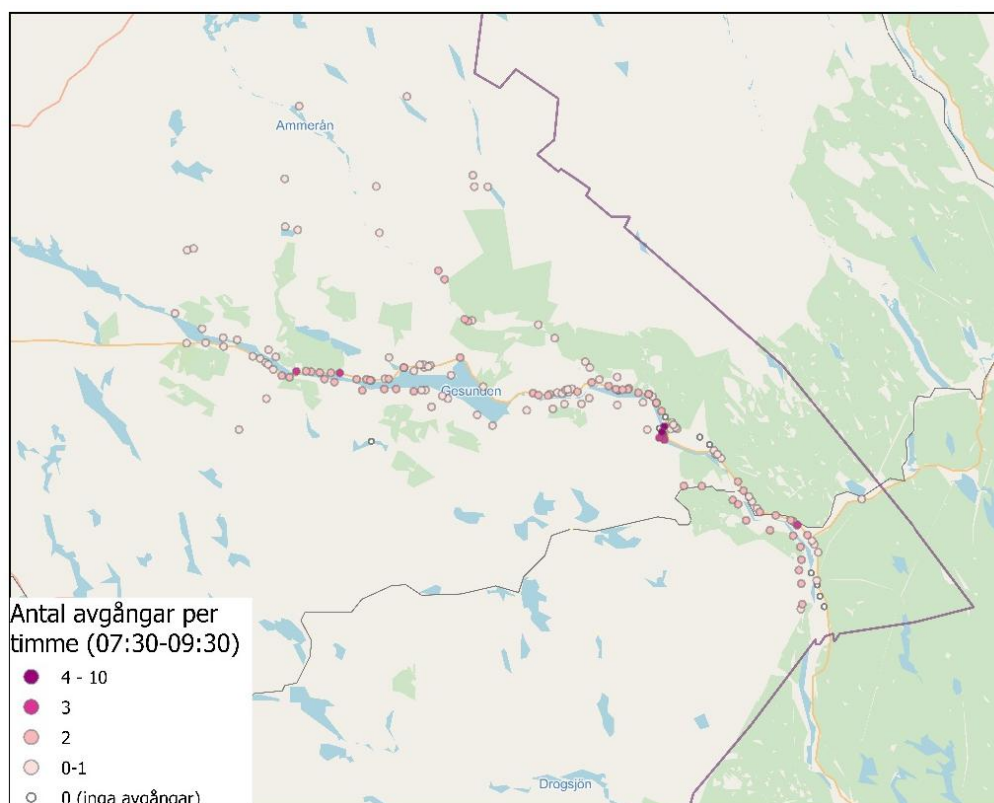 Ammerån
Gesunden
Antal avgångar per
timme (07:30-09:30)
4 - 10
3
2
0-1
0 (inga avgångar)
Drogsjön